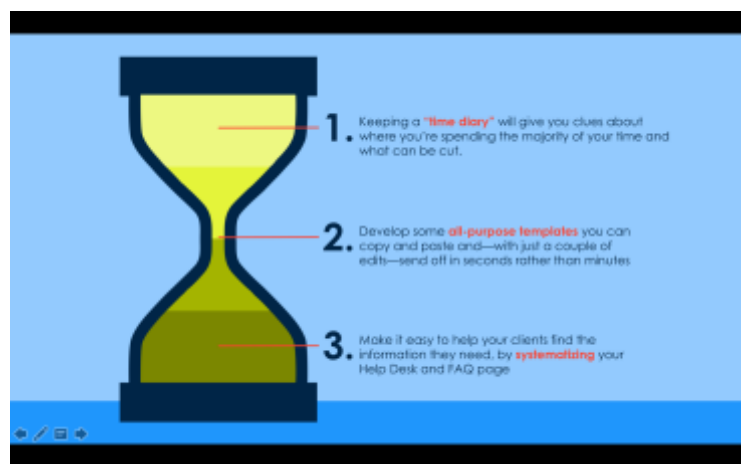 1.
Keeping a "time diary" will give you clues about
where you're spending the majority of your time and
what can be cut.
2.
Develop some all-purpose templates you can
copy and paste and—with just a couple of
edits—send off in seconds rather than minutes
3.
Make it easy to help your clients find the
information they need, by systematizing your
Help Desk and FAQ page